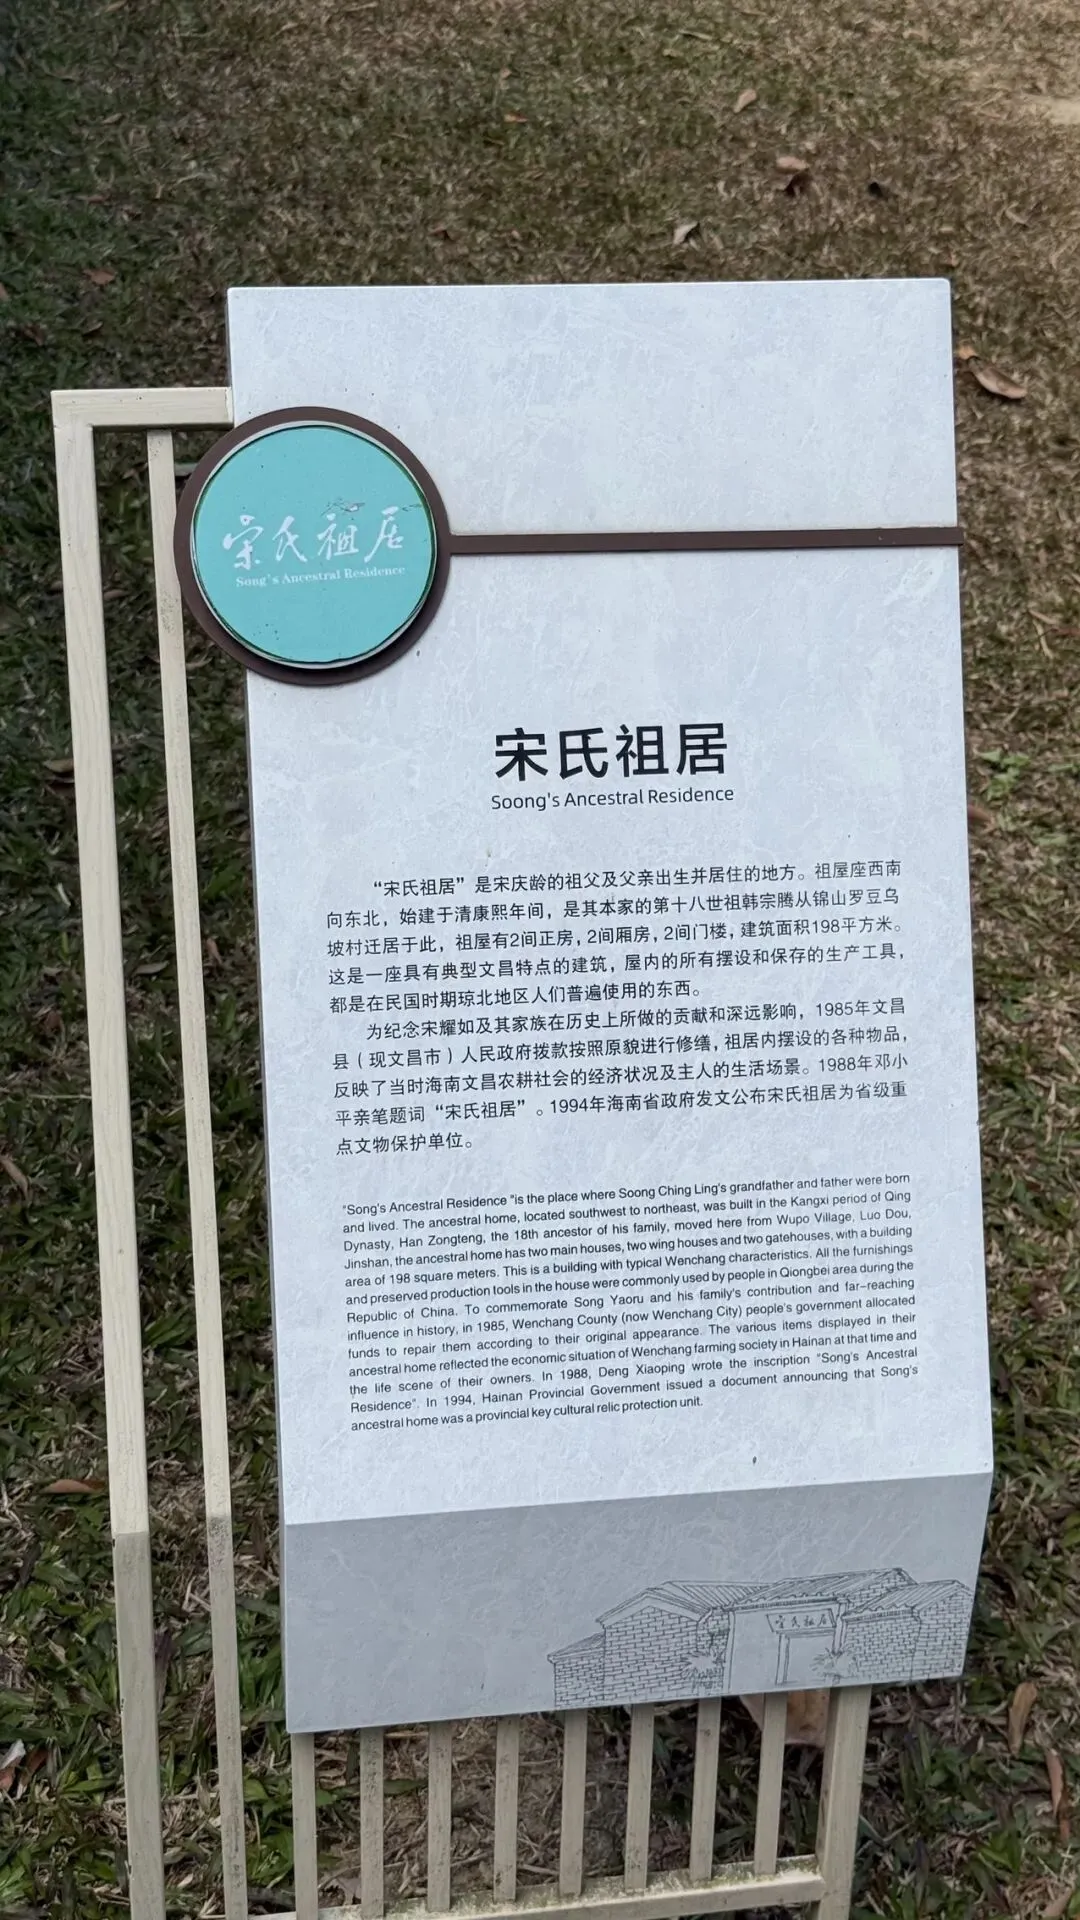 宋氏祖居
Song's Ancestral Residence
宋氏祖居
Soong's Ancestral Residence
“宋氏祖居”是宋庆龄的祖父及父亲出生并居住的地方。祖屋座西南
向东北，始建于清康熙年间，是其本家的第十八世祖韩宗腾从锦山罗豆乌
坡村迁居于此，祖屋有2间正房，2间厢房，2间门楼，建筑面积198平方米。
这是一座具有典型文昌特点的建筑，屋内的所有摆设和保存的生产工具，
都是在民国时期琼北地区人们普遍使用的东西。
为纪念宋耀如及其家族在历史上所做的贡献和深远影响，1985年文昌
县（现文昌市）人民政府拨款按照原貌进行修缮，祖居内摆设的各种物品，
反映了当时海南文昌农耕社会的经济状况及主人的生活场景。1988年邓小
平亲笔题词“宋氏祖居”。1994年海南省政府发文公布宋氏祖居为省级重
点文物保护单位。
"Song's Ancestral Residence "is the place where Soong Ching Ling's grandfather and father were born
and lived. The ancestral home, located southwest to northeast, was built in the Kangxi period of Qing
Dynasty, Han Zongteng, the 18th ancestor of his family, moved here from Wupo Village, Luo Dou,
Jinshan, the ancestral home has two main houses, two wing houses and two gatehouses, with a building
area of 198 square meters. This is a building with typical Wenchang characteristics. All the furnishings
and preserved production tools in the house were commonly used by people in Qiongbei area during the
Republic of China. To commemorate Song Yaoru and his family's contribution and far-reaching
influence in history, in 1985, Wenchang County (now Wenchang City) people's government allocated
funds to repair them according to their original appearance. The various items displayed in their
ancestral home reflected the economic situation of Wenchang farming society in Hainan at that time and
the life scene of their owners. In 1988, Deng Xiaoping wrote the inscription "Song's Ancestral
Residence". In 1994, Hainan Provincial Government issued a document announcing that Song's
ancestral home was a provincial key cultural relic protection unit.
宋氏祖居